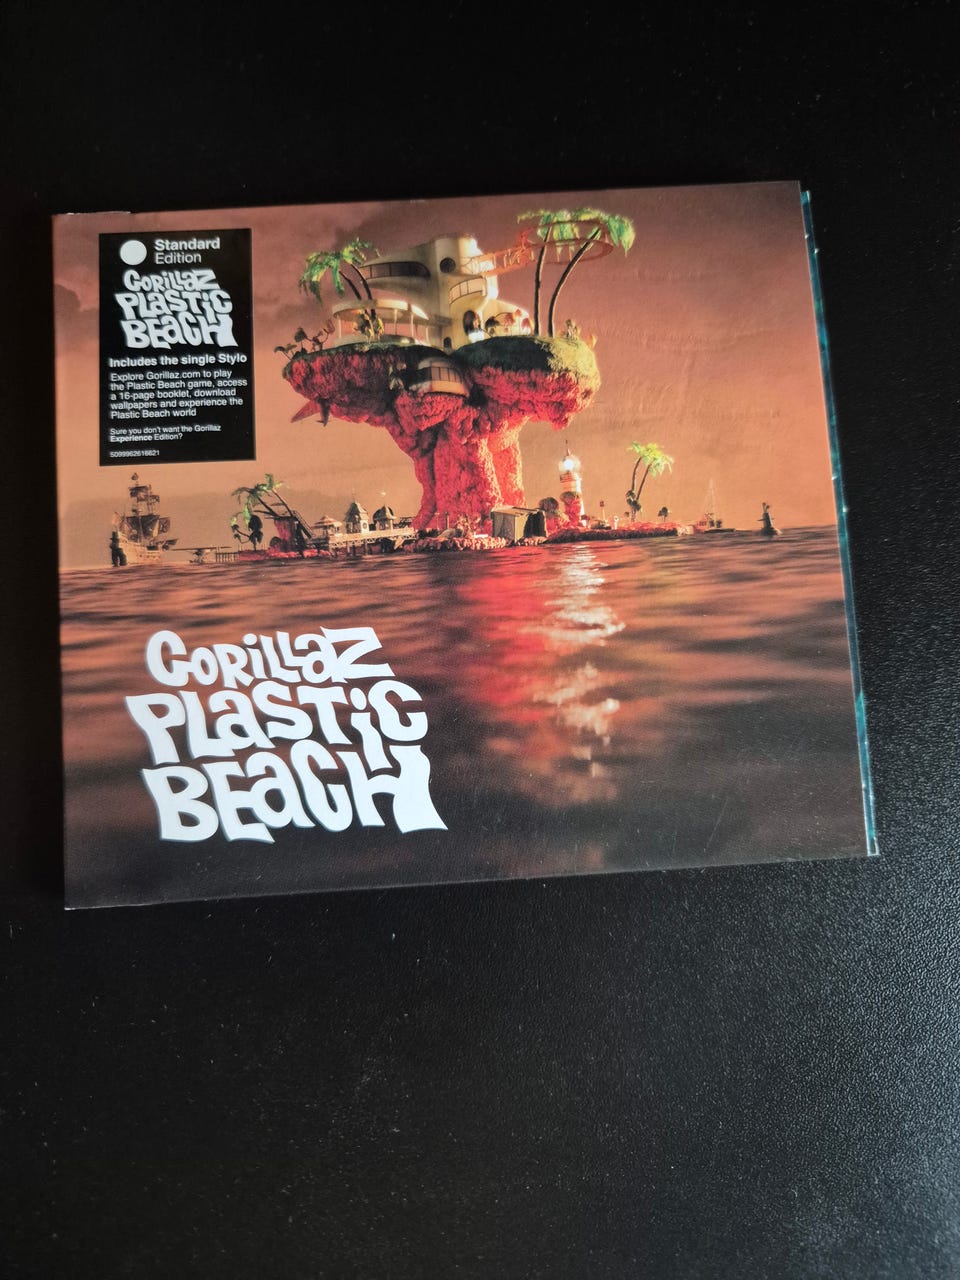 Standard
Edition
GORILLAZ
PLASTIC
BEACH
Includes the single Stylo
Explore Gorillaz.com to play
the Plastic Beach game, access
a 16-page booklet, download
wallpapers and experience the
Plastic Beach world
Sure you don't want the Gorillaz
Experience Edition?
5099962616621
GORILLAZ
PLASTIC
BEACH